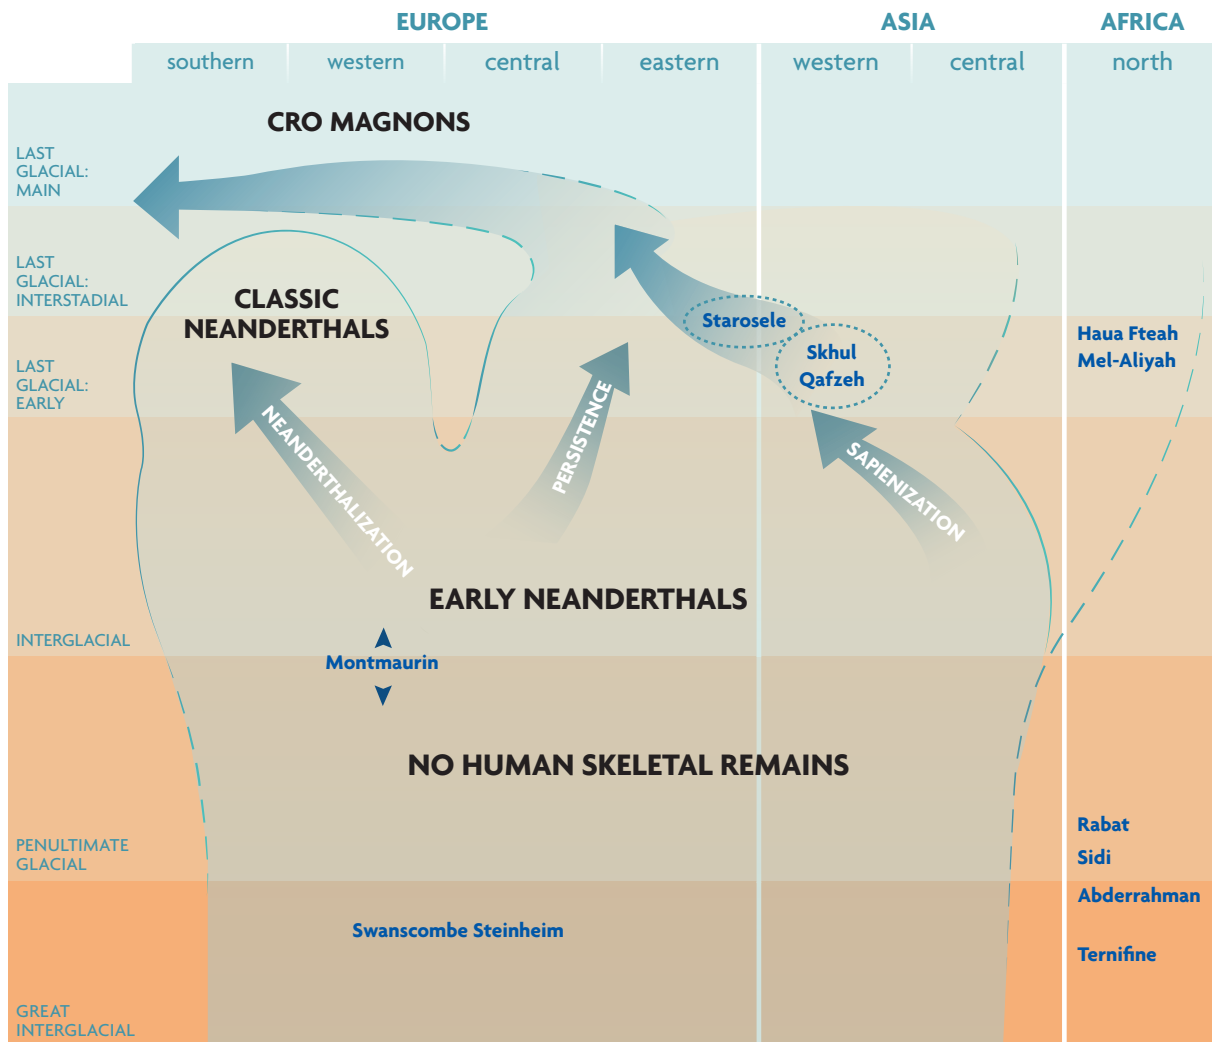 EUROPE
ASIA
AFRICA
southern
western
central
eastern
western
central
north
CRO MAGNONS
LAST
GLACIAL:
MAIN
LAST
GLACIAL:
INTERSTADIAL
CLASSIC
NEANDERTHALS
Starosele
Skhul
Qafzeh
Haua Fteah
Mel-Aliyah
LAST
GLACIAL:
EARLY
NEANDERTHALIZATION
PERSISTENCE
SAPIENIZATION
EARLY NEANDERTHALS
INTERGLACIAL
Montmaurin
NO HUMAN SKELETAL REMAINS
Rabat
PENULTIMATE
GLACIAL
Sidi
Abderrahman
Swanscombe Steinheim
Ternifine
GREAT
INTERGLACIAL